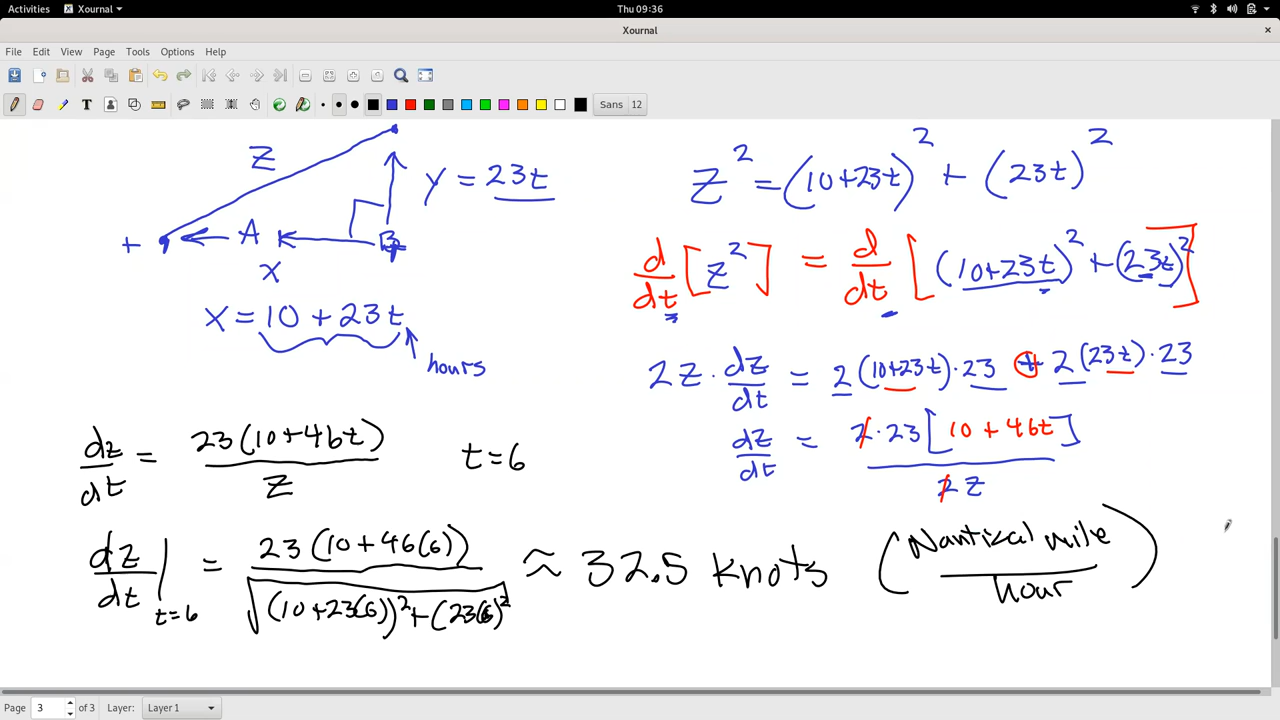 Activities Xournal Thu 09:36
Xournal ×
File Edit View Page Tools Options Help
T Sans 12
Z
y = 23t
+ A B
x
x = 10 + 23t
hours
z² = (10+23t)² + (23t)²
d/dt [z²] = d/dt [(10+23t)² + (23t)²]
2z · dz/dt = 2(10+23t)·23 + 2(23t)·23
dz/dt = 2·23[10 + 46t] / 2z
dz/dt = 23(10+46t) / z t=6
dz/dt |t=6 = 23(10+46(6)) / √((10+23(6))²+(23(6)² ≈ 32.5 knots (Nautical mile / hour)
Page 3 of 3 Layer: Layer 1